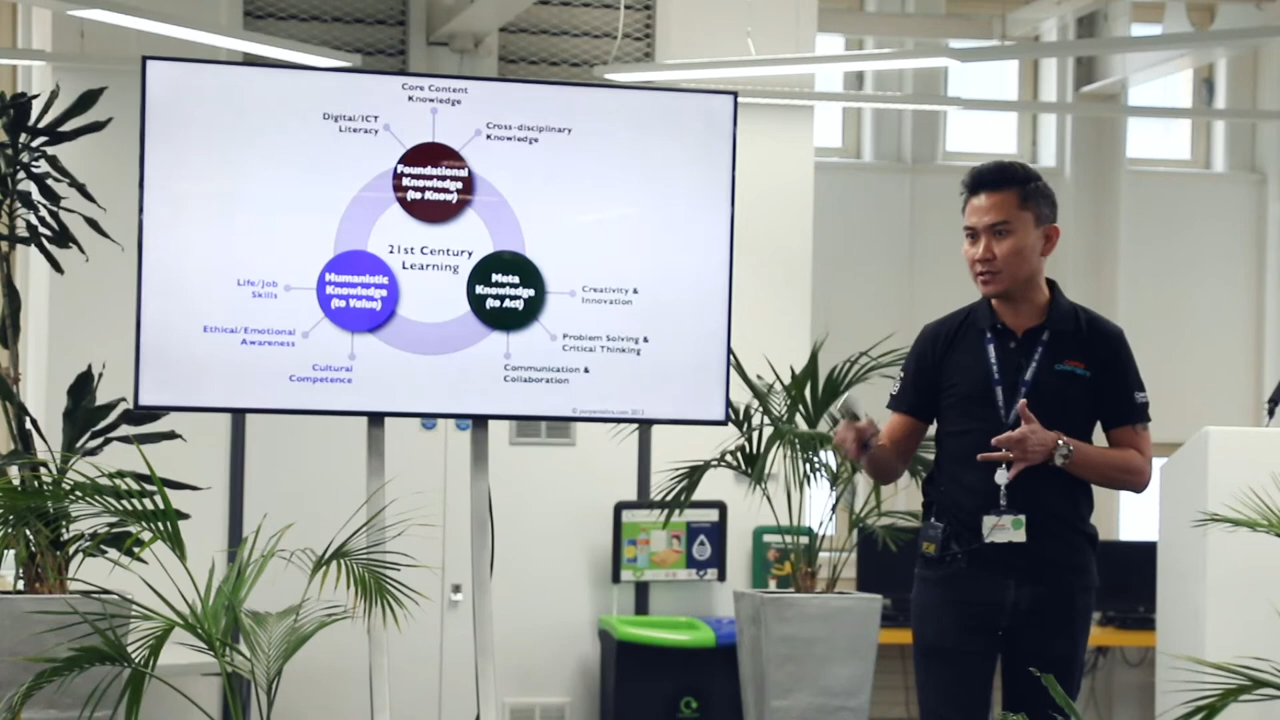 Core Content
Knowledge
Digital/ICT
Literacy
Cross-disciplinary
Knowledge
Foundational
Knowledge
(to Know)
21st Century
Learning
Humanistic
Knowledge
(to Value)
Meta
Knowledge
(to Act)
Life/Job
Skills
Creativity &
Innovation
Ethical/Emotional
Awareness
Problem Solving &
Critical Thinking
Cultural
Competence
Communication &
Collaboration